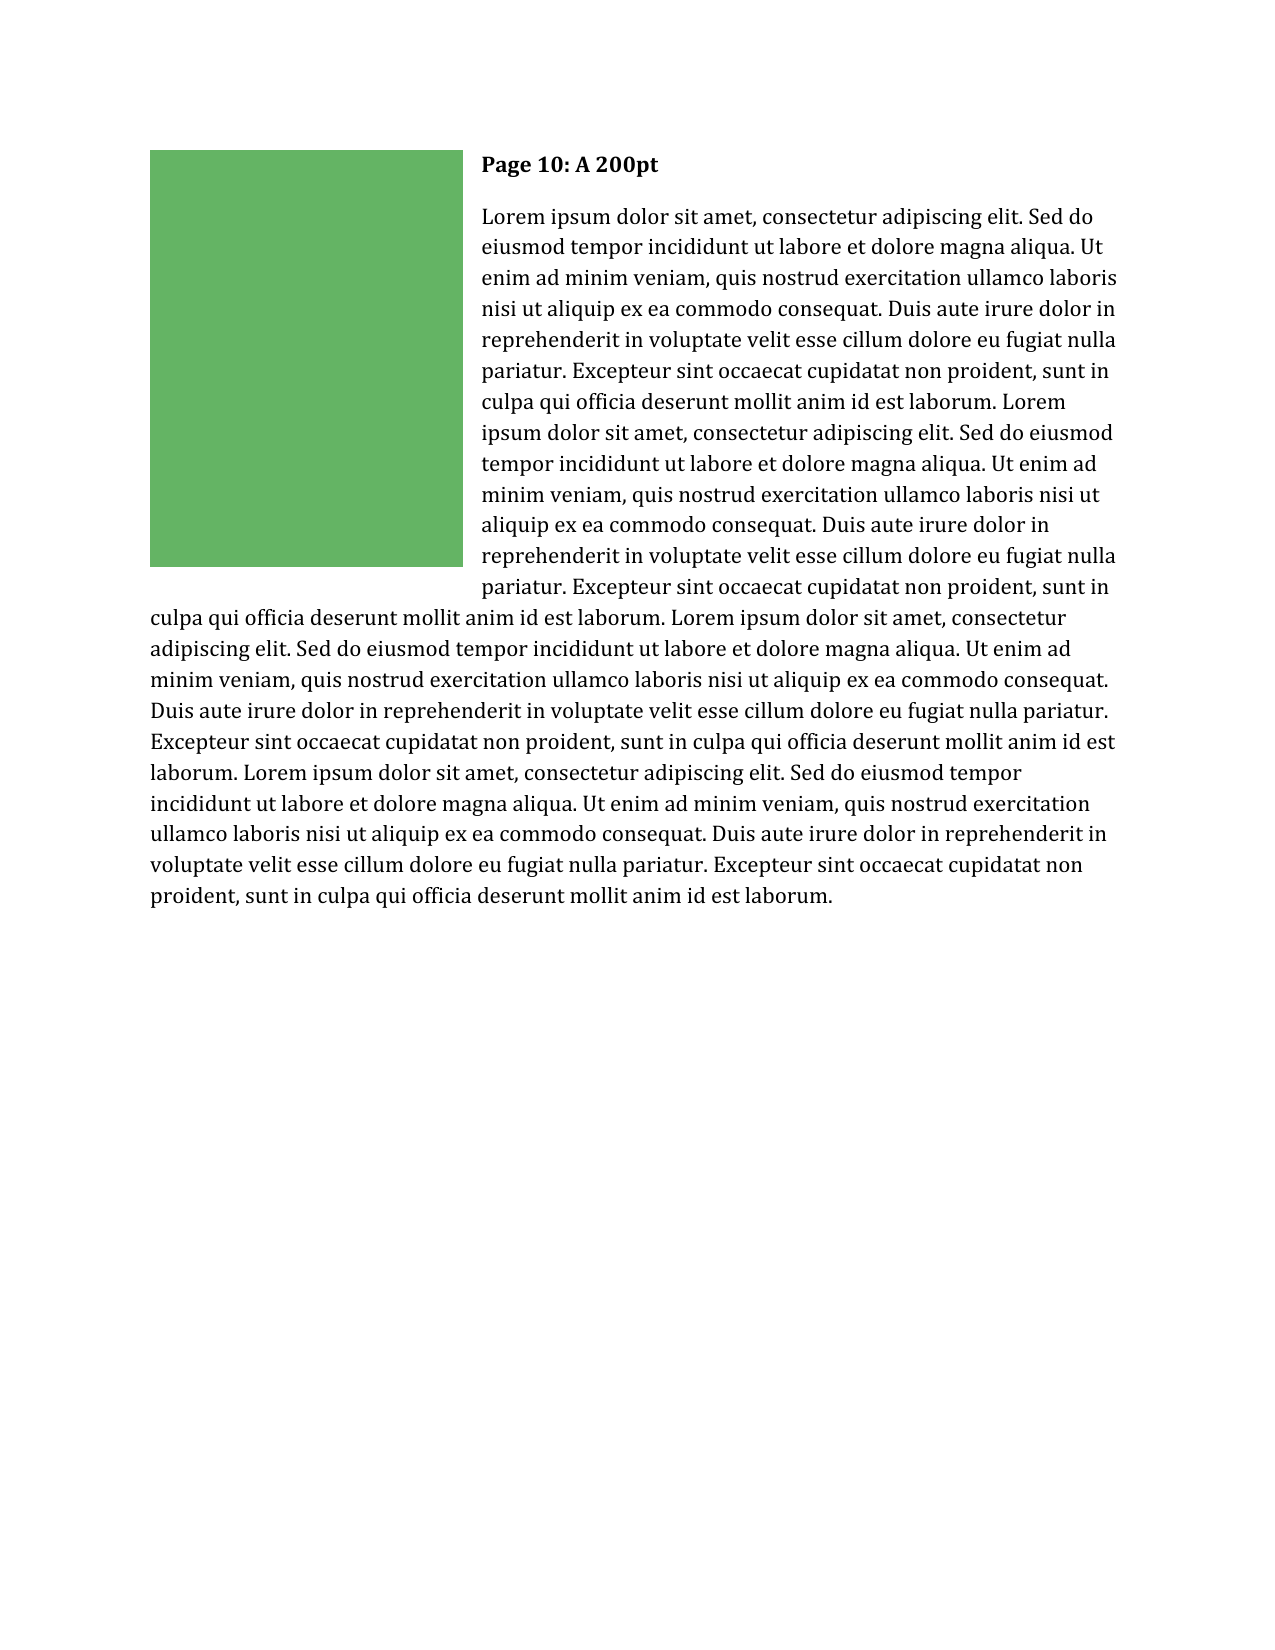 Page 10: A 200pt
Lorem ipsum dolor sit amet, consectetur adipiscing elit. Sed do
eiusmod tempor incididunt ut labore et dolore magna aliqua. Ut
enim ad minim veniam, quis nostrud exercitation ullamco laboris
nisi ut aliquip ex ea commodo consequat. Duis aute irure dolor in
reprehenderit in voluptate velit esse cillum dolore eu fugiat nulla
pariatur. Excepteur sint occaecat cupidatat non proident, sunt in
culpa qui officia deserunt mollit anim id est laborum. Lorem
ipsum dolor sit amet, consectetur adipiscing elit. Sed do eiusmod
tempor incididunt ut labore et dolore magna aliqua. Ut enim ad
minim veniam, quis nostrud exercitation ullamco laboris nisi ut
aliquip ex ea commodo consequat. Duis aute irure dolor in
reprehenderit in voluptate velit esse cillum dolore eu fugiat nulla
pariatur. Excepteur sint occaecat cupidatat non proident, sunt in
culpa qui officia deserunt mollit anim id est laborum. Lorem ipsum dolor sit amet, consectetur
adipiscing elit. Sed do eiusmod tempor incididunt ut labore et dolore magna aliqua. Ut enim ad
minim veniam, quis nostrud exercitation ullamco laboris nisi ut aliquip ex ea commodo consequat.
Duis aute irure dolor in reprehenderit in voluptate velit esse cillum dolore eu fugiat nulla pariatur.
Excepteur sint occaecat cupidatat non proident, sunt in culpa qui officia deserunt mollit anim id est
laborum. Lorem ipsum dolor sit amet, consectetur adipiscing elit. Sed do eiusmod tempor
incididunt ut labore et dolore magna aliqua. Ut enim ad minim veniam, quis nostrud exercitation
ullamco laboris nisi ut aliquip ex ea commodo consequat. Duis aute irure dolor in reprehenderit in
voluptate velit esse cillum dolore eu fugiat nulla pariatur. Excepteur sint occaecat cupidatat non
proident, sunt in culpa qui officia deserunt mollit anim id est laborum.